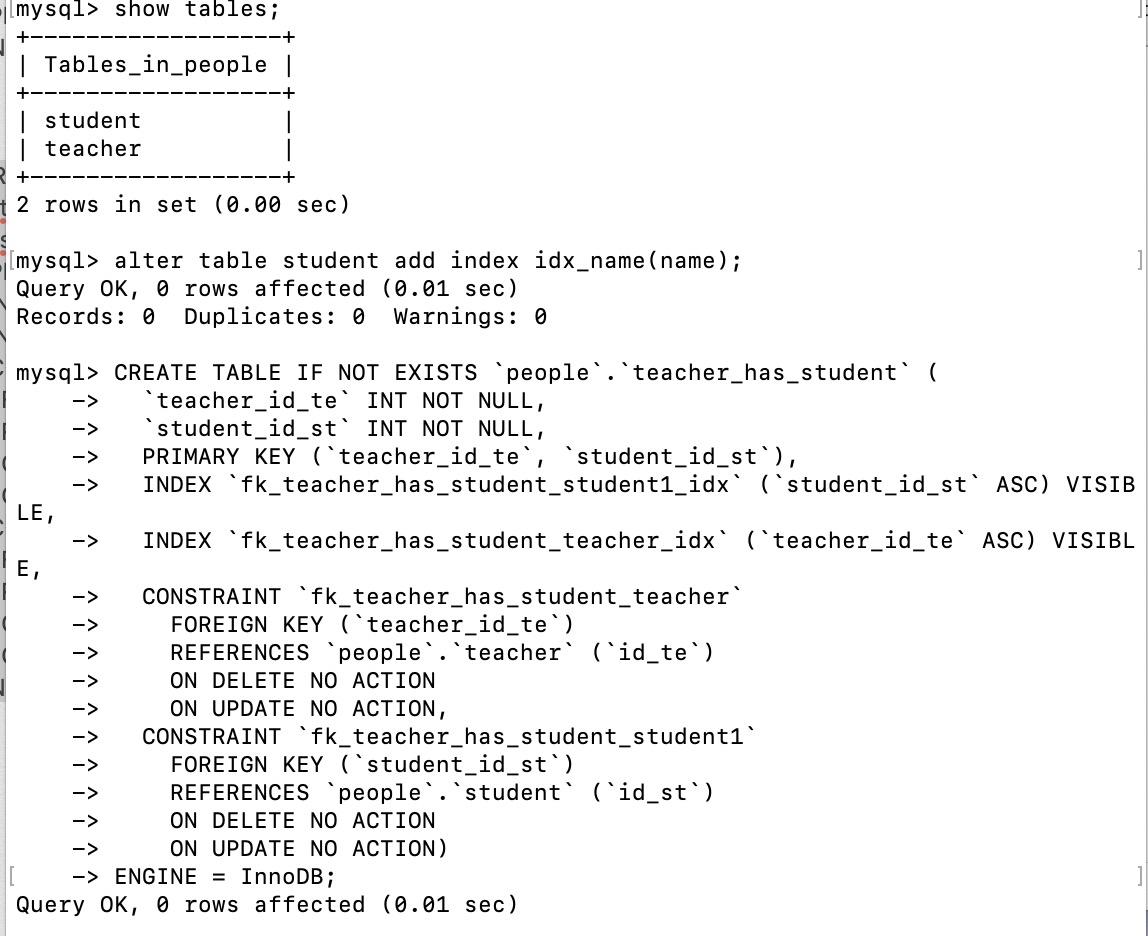 mysql> show tables;
+------------------+
| Tables_in_people |
+------------------+
| student          |
| teacher          |
+------------------+
2 rows in set (0.00 sec)
[mysql> alter table student add index idx_name(name);                            ]
Query OK, 0 rows affected (0.01 sec)
Records: 0  Duplicates: 0  Warnings: 0
mysql> CREATE TABLE IF NOT EXISTS `people`.`teacher_has_student` (
    ->   `teacher_id_te` INT NOT NULL,
    ->   `student_id_st` INT NOT NULL,
    ->   PRIMARY KEY (`teacher_id_te`, `student_id_st`),
    ->   INDEX `fk_teacher_has_student_student1_idx` (`student_id_st` ASC) VISIB
LE,
    ->   INDEX `fk_teacher_has_student_teacher_idx` (`teacher_id_te` ASC) VISIBL
E,
    ->   CONSTRAINT `fk_teacher_has_student_teacher`
    ->     FOREIGN KEY (`teacher_id_te`)
    ->     REFERENCES `people`.`teacher` (`id_te`)
    ->     ON DELETE NO ACTION
    ->     ON UPDATE NO ACTION,
    ->   CONSTRAINT `fk_teacher_has_student_student1`
    ->     FOREIGN KEY (`student_id_st`)
    ->     REFERENCES `people`.`student` (`id_st`)
    ->     ON DELETE NO ACTION
    ->     ON UPDATE NO ACTION)
[    -> ENGINE = InnoDB;                                                         ]
Query OK, 0 rows affected (0.01 sec)